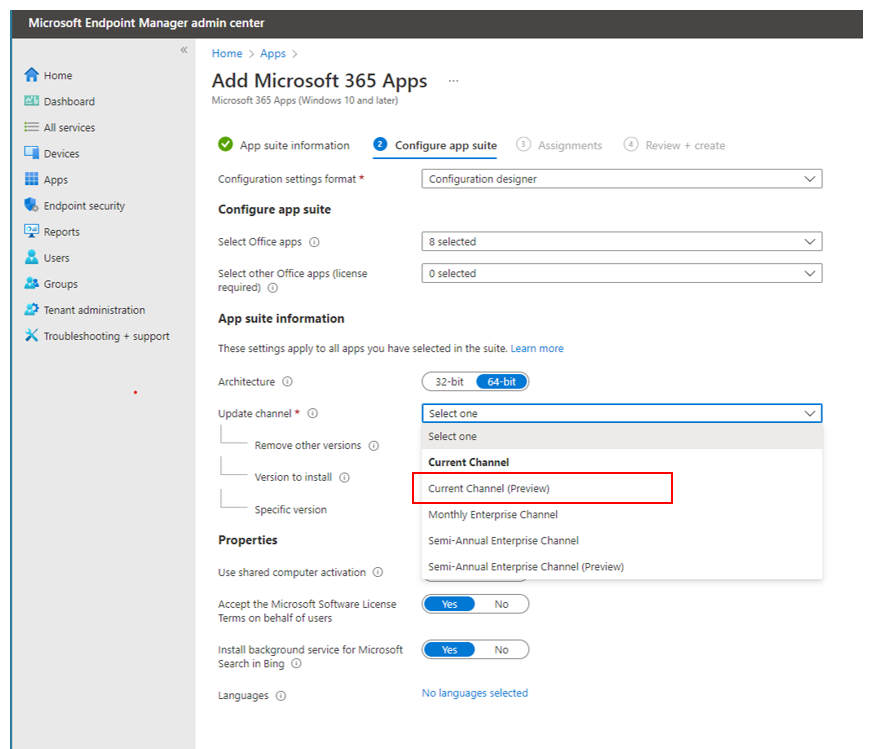 Microsoft Endpoint Manager admin center
«
Home
Dashboard
All services
Devices
Apps
Endpoint security
Reports
Users
Groups
Tenant administration
Troubleshooting + support
Home > Apps >
Add Microsoft 365 Apps ...
Microsoft 365 Apps (Windows 10 and later)
App suite information
2 Configure app suite
3 Assignments
4 Review + create
Configuration settings format *
Configuration designer
Configure app suite
Select Office apps
8 selected
Select other Office apps (license
required)
0 selected
App suite information
These settings apply to all apps you have selected in the suite. Learn more
Architecture
32-bit 64-bit
Update channel *
Select one
Select one
Current Channel
Current Channel (Preview)
Monthly Enterprise Channel
Semi-Annual Enterprise Channel
Semi-Annual Enterprise Channel (Preview)
Remove other versions
Version to install
Specific version
Properties
Use shared computer activation
Accept the Microsoft Software License
Terms on behalf of users
Yes No
Install background service for Microsoft
Search in Bing
Yes No
Languages
No languages selected